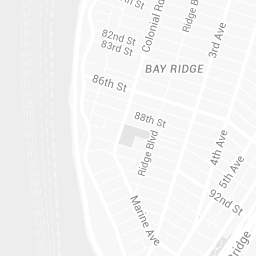 Ridge
82nd St
83rd St
Colonial
3rd Ave
BAY RIDGE
86th St
88th St
Ridge Blvd
4th Ave
5th Ave
92nd St
Marine Ave